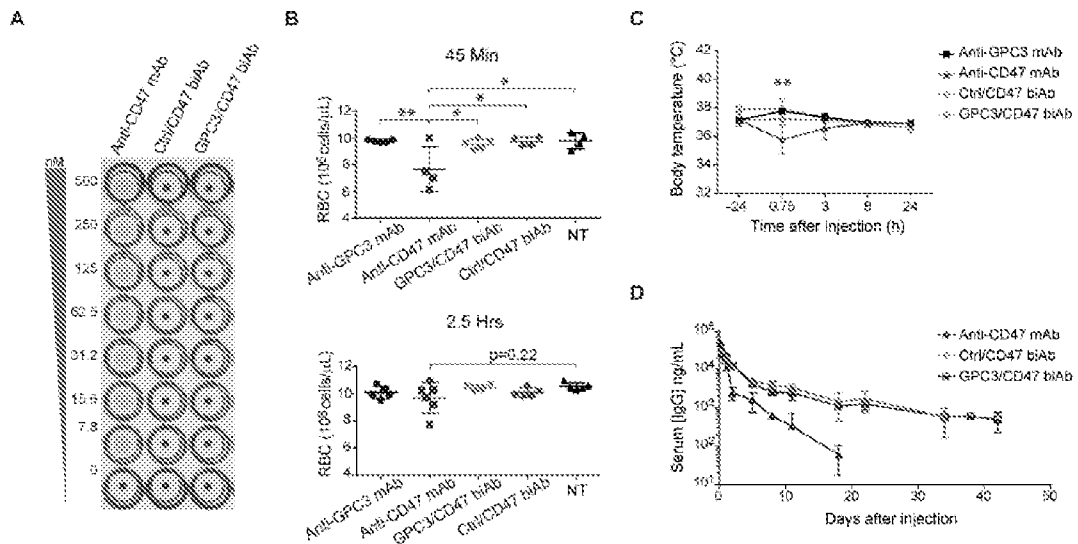 A
Anti-CD47 mAb
Ctrl/CD47 biAb
GPC3/CD47 biAb
nM
500
250
125
62.5
31.2
15.6
7.8
0
B
45 Min
** * * *
RBC (10⁶cells/µL)
12
10
8
6
4
Anti-GPC3 mAb
Anti-CD47 mAb
GPC3/CD47 biAb
Ctrl/CD47 biAb
NT
2.5 Hrs
p=0.22
RBC (10⁶cells/µL)
12
10
8
6
4
Anti-GPC3 mAb
Anti-CD47 mAb
GPC3/CD47 biAb
Ctrl/CD47 biAb
NT
C
Body temperature (°C)
42
40
38
36
34
32
**
-24 0.75 3 8 24
Time after injection (h)
Anti-GPC3 mAb
Anti-CD47 mAb
Ctrl/CD47 biAb
GPC3/CD47 biAb
D
Serum [IgG] ng/mL
10⁵
10⁴
10³
10²
10¹
0 10 20 30 40 50
Days after injection
Anti-CD47 mAb
Ctrl/CD47 biAb
GPC3/CD47 biAb